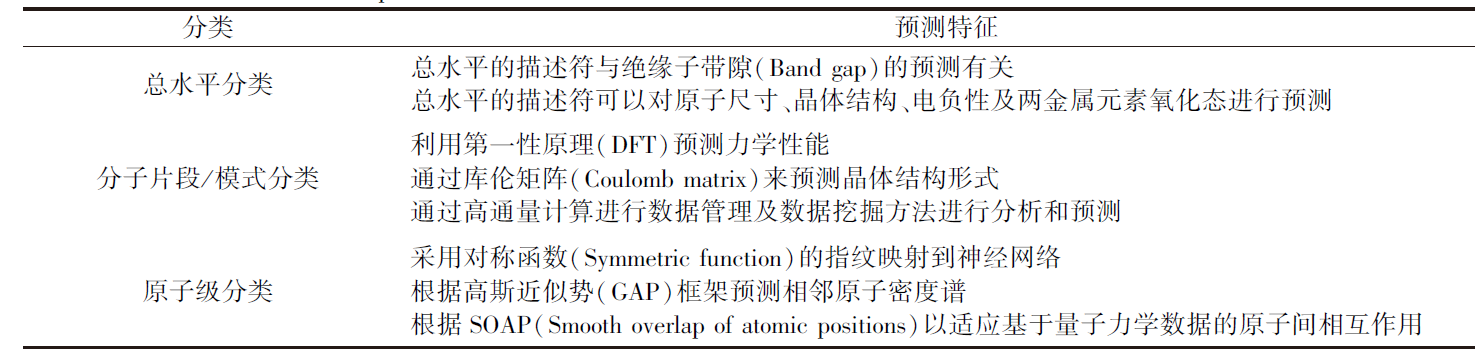 分类 预测特征
总水平分类
总水平的描述符与绝缘子带隙(Band gap)的预测有关
总水平的描述符可以对原子尺寸、晶体结构、电负性及两金属元素氧化态进行预测
分子片段/模式分类
利用第一性原理(DFT)预测力学性能
通过库伦矩阵(Coulomb matrix)来预测晶体结构形式
通过高通量计算进行数据管理及数据挖掘方法进行分析和预测
原子级分类
采用对称函数(Symmetric function)的指纹映射到神经网络
根据高斯近似势(GAP)框架预测相邻原子密度谱
根据SOAP(Smooth overlap of atomic positions)以适应基于量子力学数据的原子间相互作用